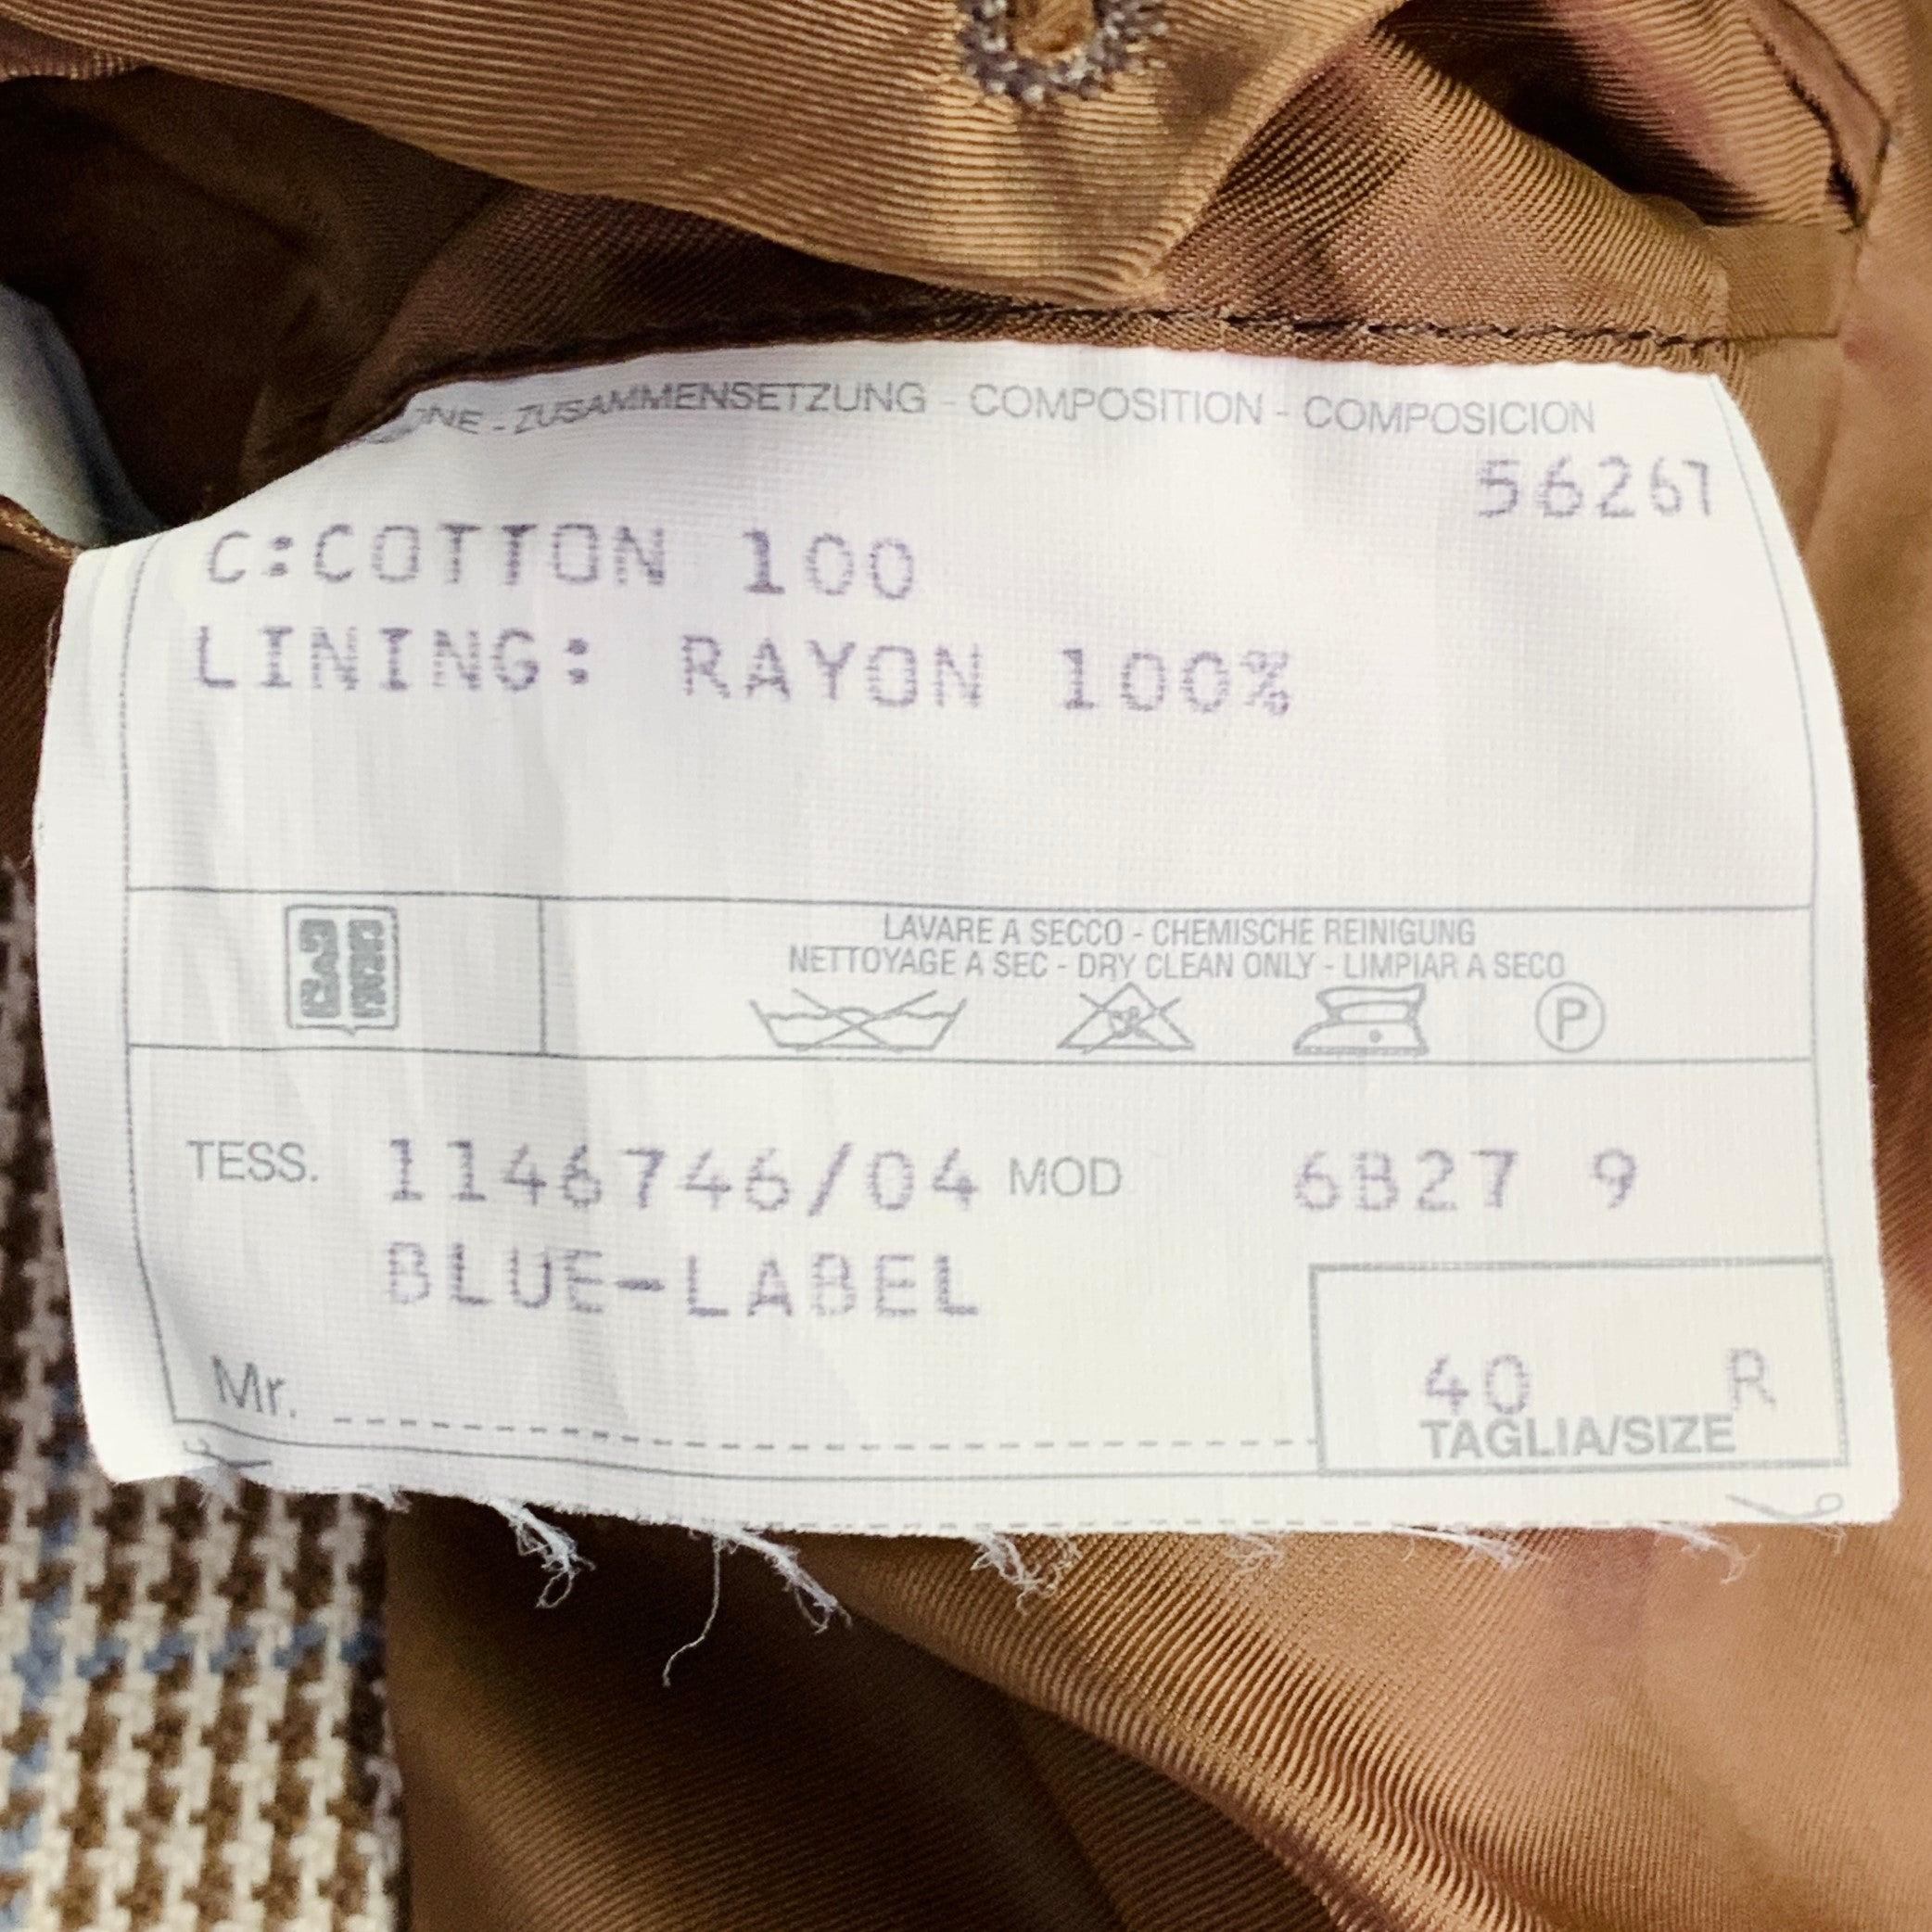 - ZUSAMMENSETZUNG - COMPOSITION - COMPOSICION
56267
C:COTTON 100
LINING: RAYON 100%
LAVARE A SECCO - CHEMISCHE REINIGUNG
NETTOYAGE A SEC - DRY CLEAN ONLY - LIMPIAR A SECO
P
TESS. 1146746/04 MOD 6B27 9
BLUE-LABEL
40 R
Mr.
TAGLIA/SIZE